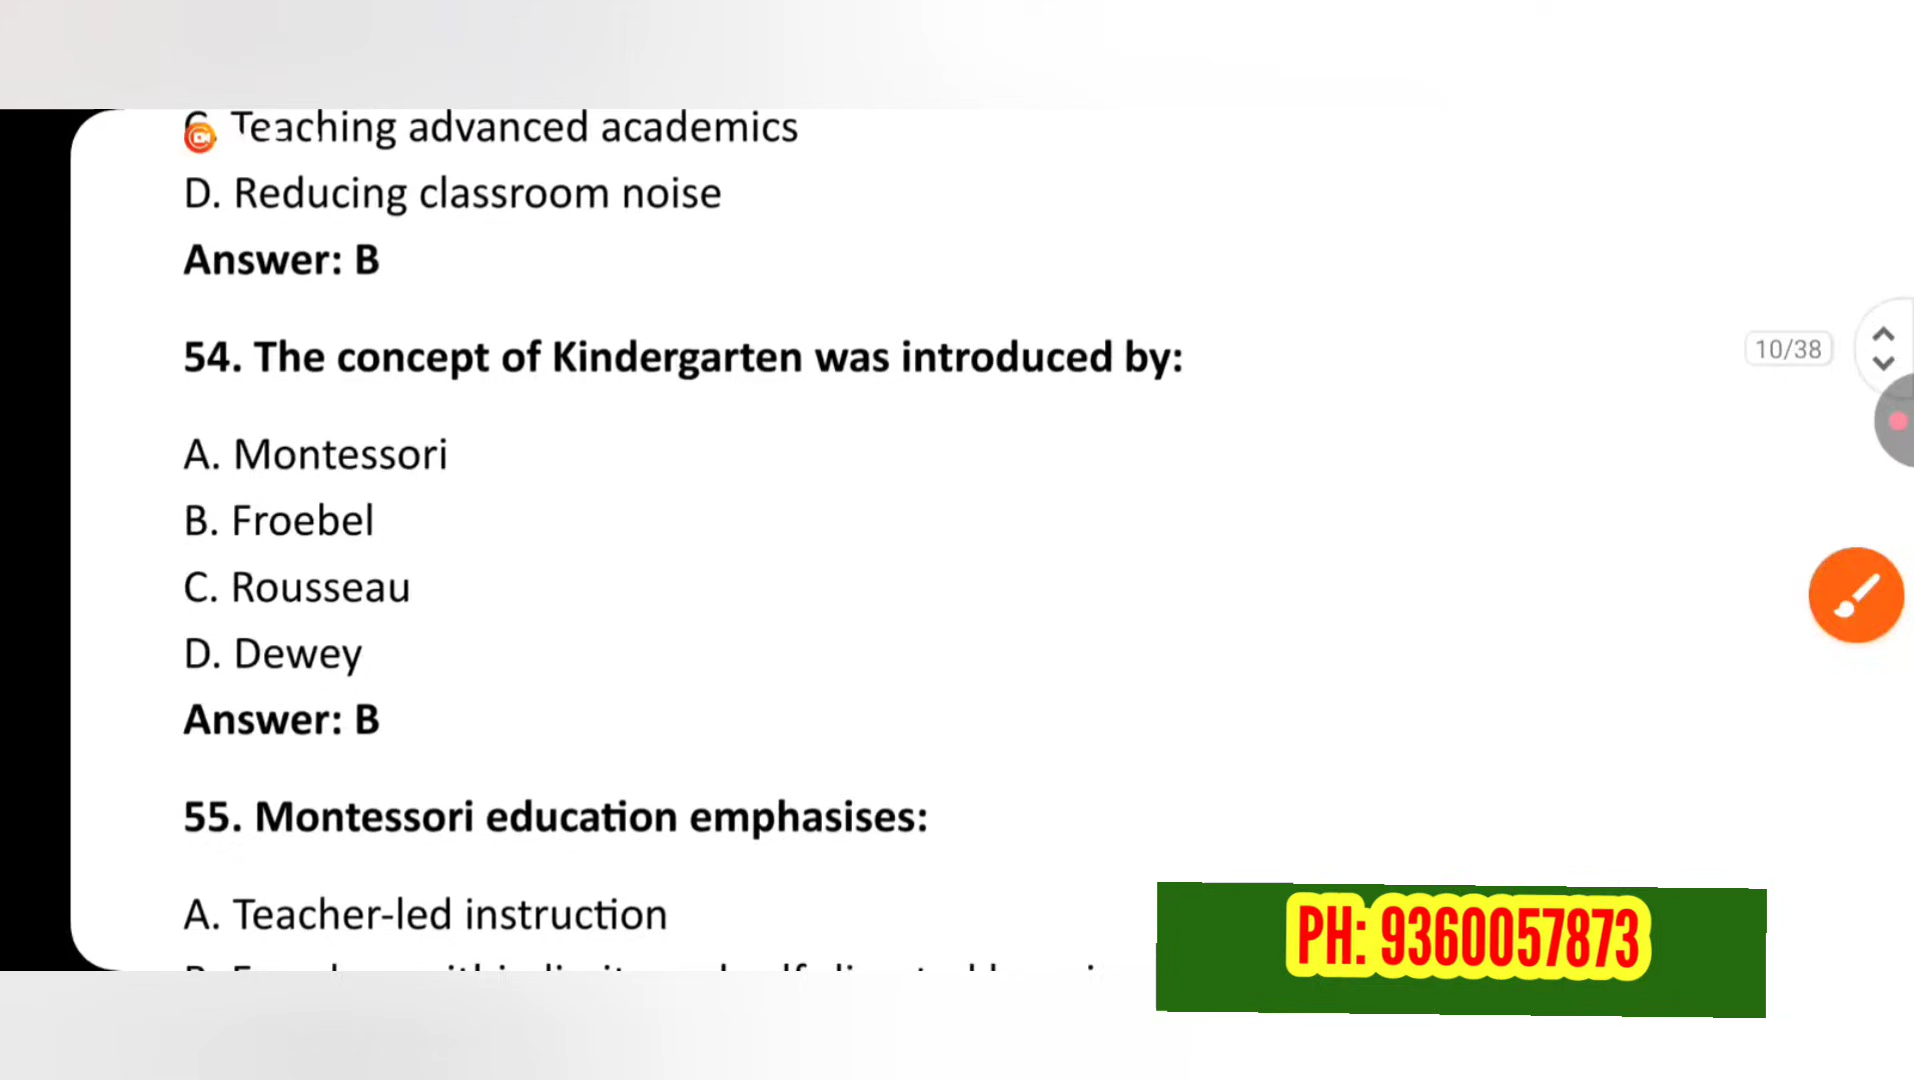 C. Teaching advanced academics
D. Reducing classroom noise
Answer: B
54. The concept of Kindergarten was introduced by:
10/38
A. Montessori
B. Froebel
C. Rousseau
D. Dewey
Answer: B
55. Montessori education emphasises:
A. Teacher-led instruction
PH: 9360057873